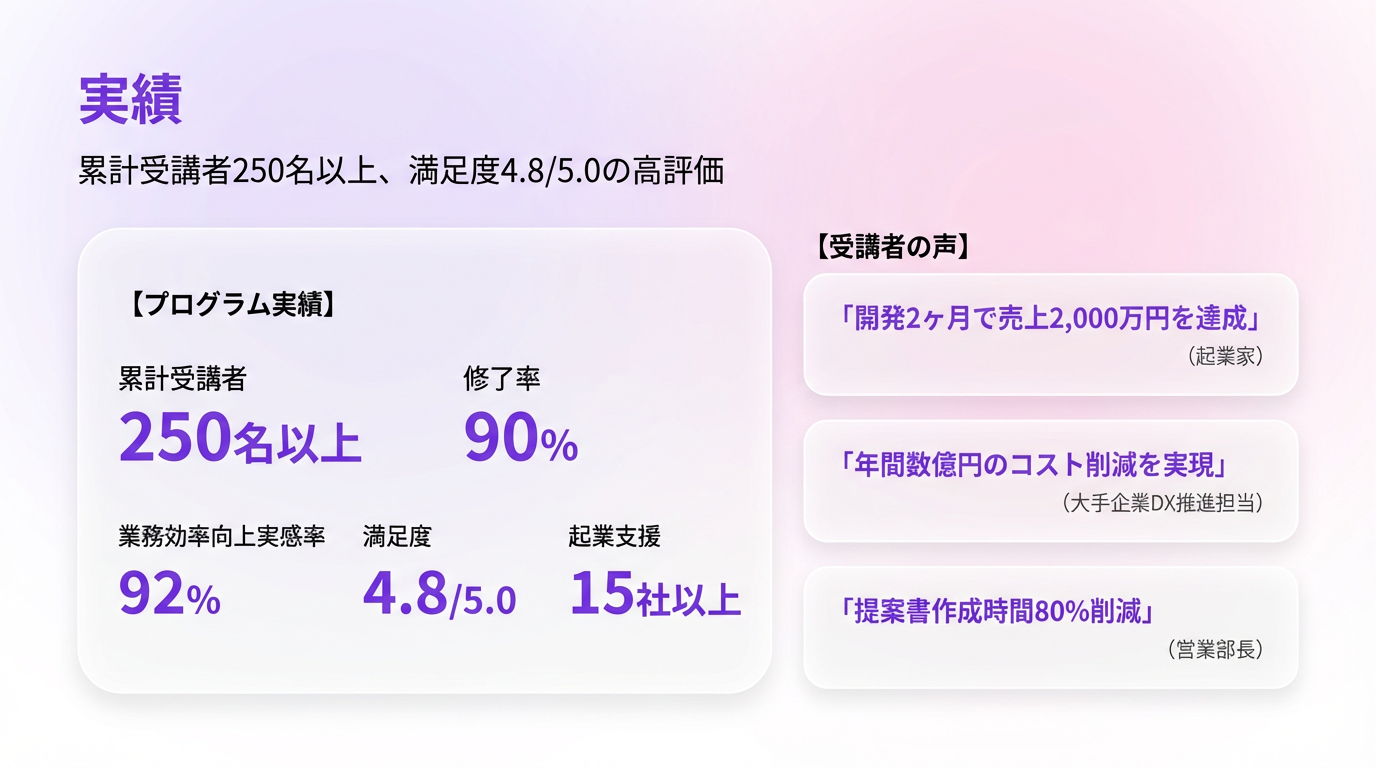 実績
累計受講者250名以上、満足度4.8/5.0の高評価
【プログラム実績】
累計受講者
250名以上
修了率
90%
業務効率向上実感率
92%
満足度
4.8/5.0
起業支援
15社以上
【受講者の声】
「開発2ヶ月で売上2,000万円を達成」
（起業家）
「年間数億円のコスト削減を実現」
（大手企業DX推進担当）
「提案書作成時間80%削減」
（営業部長）